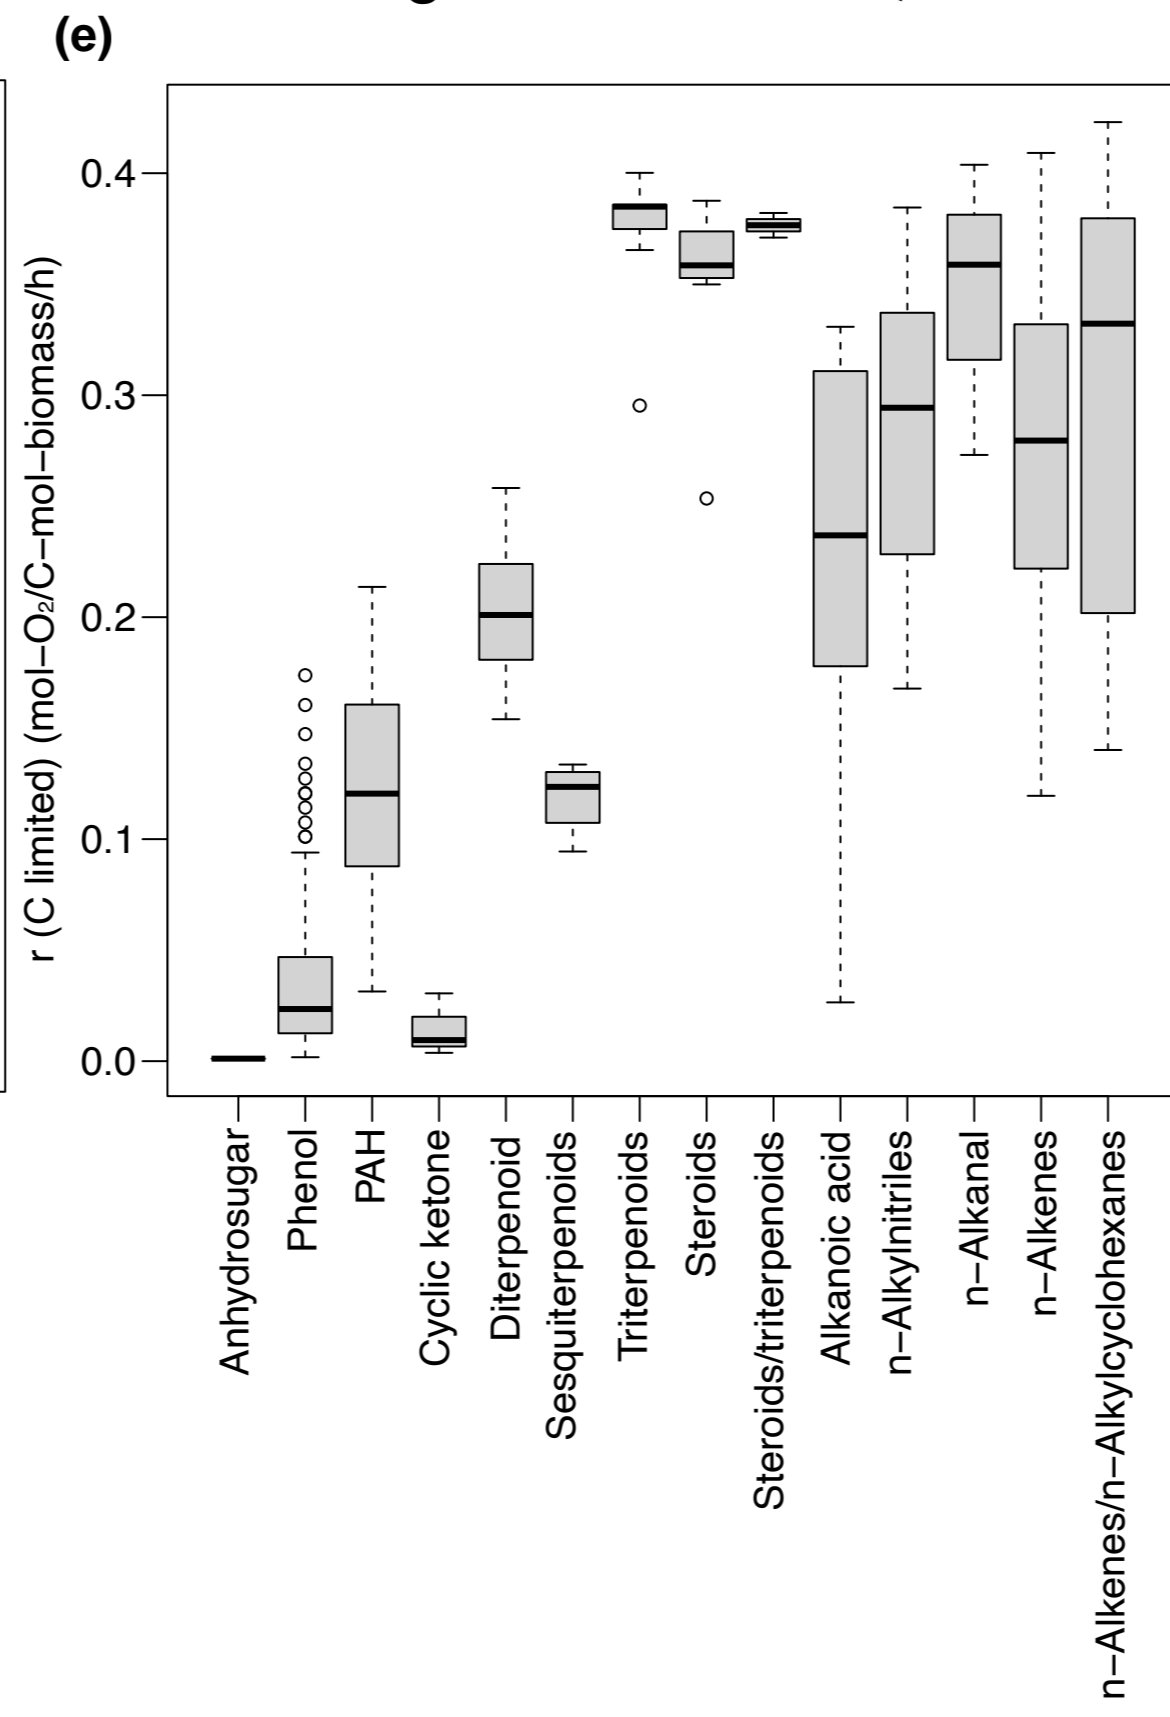 (e)
r (C limited) (mol−O₂/C−mol−biomass/h)
0.4
0.3
0.2
0.1
0.0
Anhydrosugar
Phenol
PAH
Cyclic ketone
Diterpenoid
Sesquiterpenoids
Triterpenoids
Steroids
Steroids/triterpenoids
Alkanoic acid
n−Alkylnitriles
n−Alkanal
n−Alkenes
n−Alkenes/n−Alkylcyclohexanes